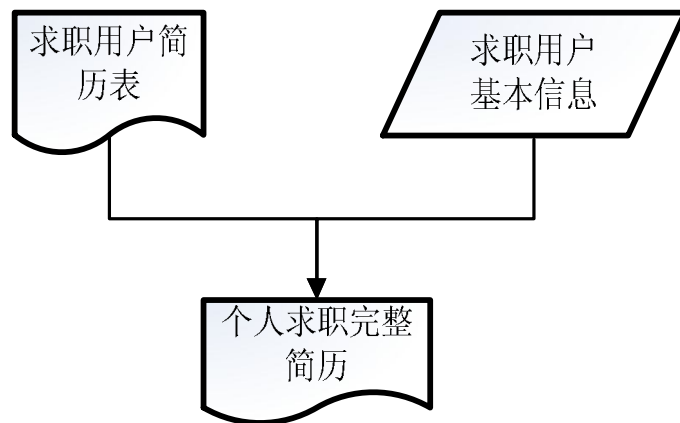 求职用户简
历表
求职用户
基本信息
个人求职完整
简历